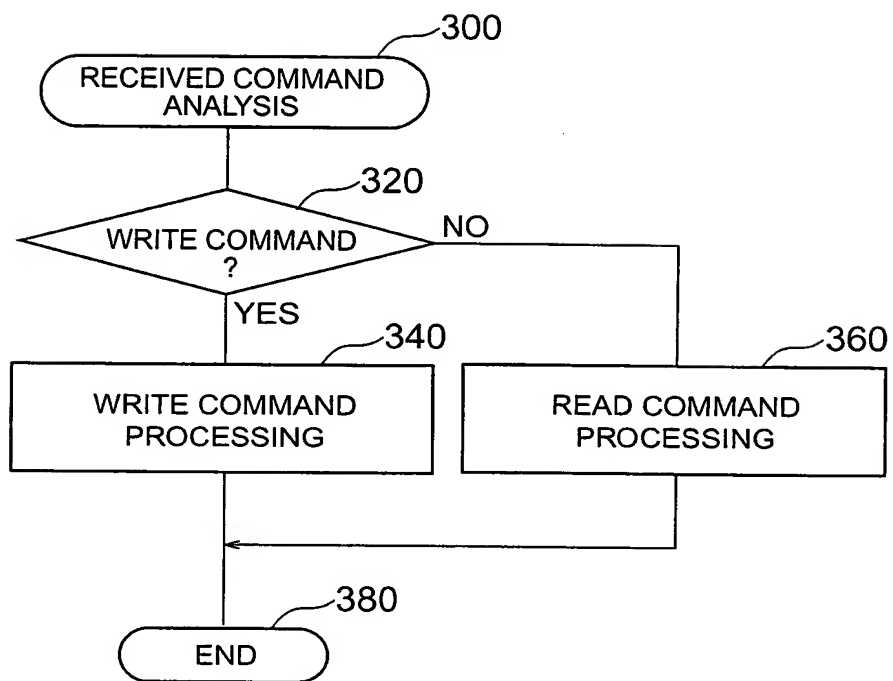 300
RECEIVED COMMAND
ANALYSIS
320
WRITE COMMAND
?
NO
YES
340
WRITE COMMAND
PROCESSING
360
READ COMMAND
PROCESSING
380
END